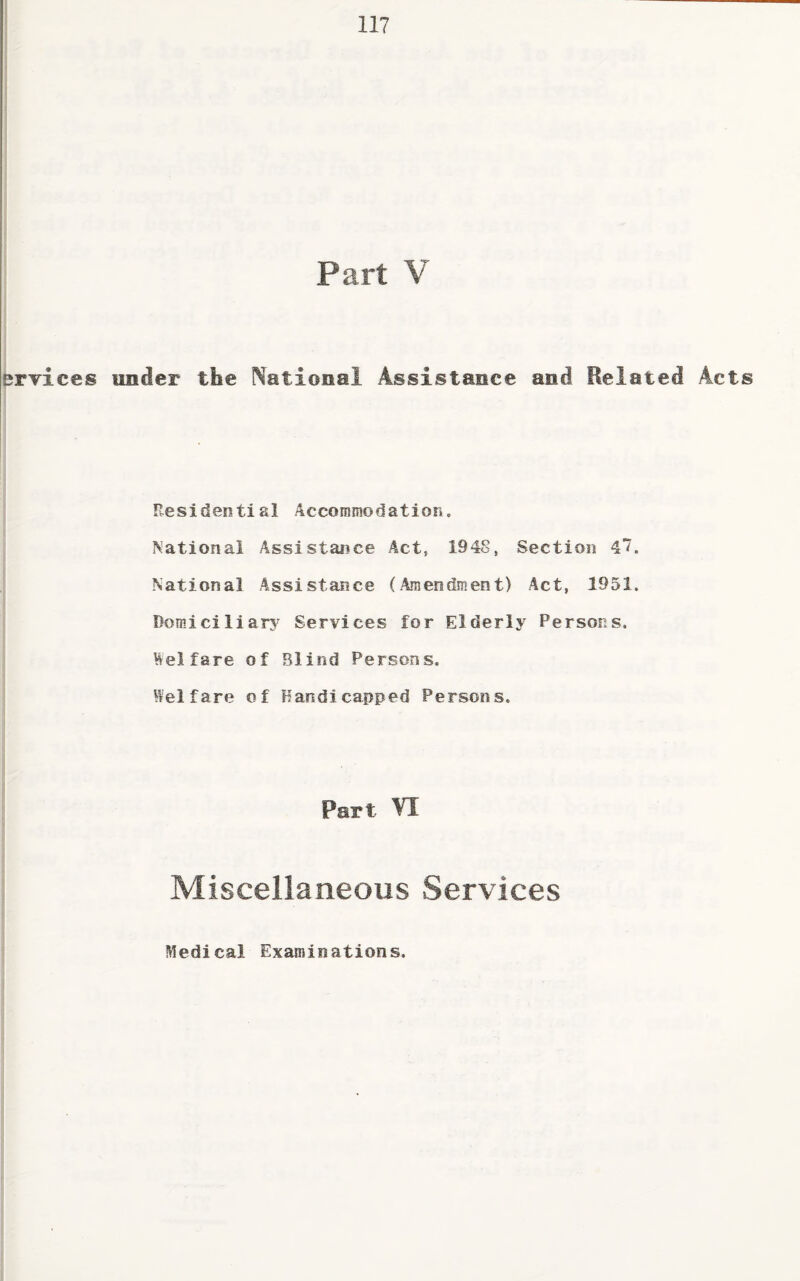 117
Part V
ervices under the National Assistance and Related Acts
Residential Accommodation.
National Assistance Act, 1948, Section 47.
National Assistance (Amendment) Act, 1951.
Domiciliary Services for Elderly Persons.
Welfare of Blind Persons.
Welfare of Handicapped Persons.
Part VI
Miscellaneous Services
Medical Examinations.